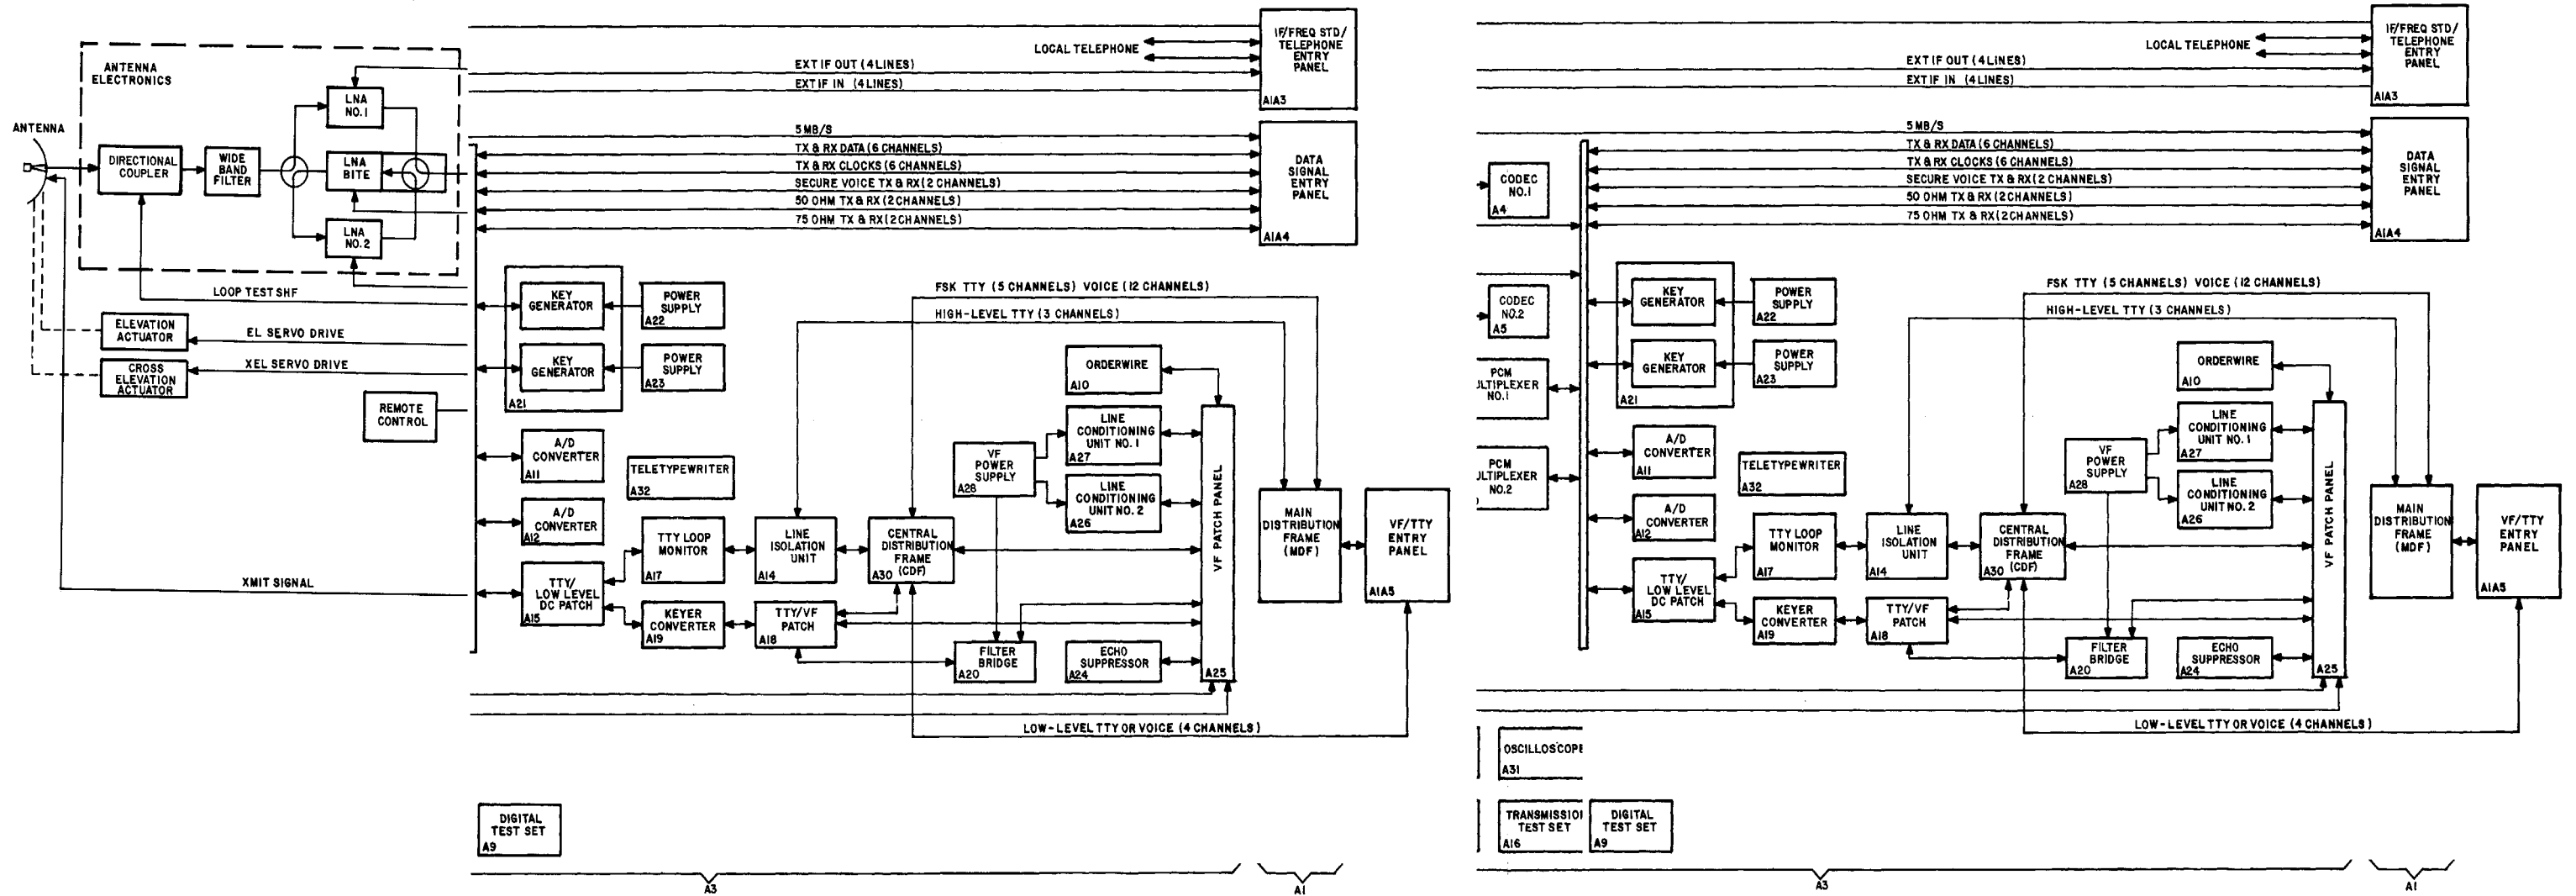 ANTENNA
ELECTRONICS
ANTENNA
DIRECTIONAL
COUPLER
WIDE
BAND
FILTER
LNA
NO.1
LNA
BITE
LNA
NO.2
LOOP TEST SHF
ELEVATION
ACTUATOR
EL SERVO DRIVE
CROSS
ELEVATION
ACTUATOR
XEL SERVO DRIVE
REMOTE
CONTROL
XMIT SIGNAL
LOCAL TELEPHONE
EXT IF OUT (4 LINES)
EXT IF IN (4 LINES)
IF/FREQ STD/
TELEPHONE
ENTRY
PANEL
A1A3
5 MB/S
TX & RX DATA (6 CHANNELS)
TX & RX CLOCKS (6 CHANNELS)
SECURE VOICE TX & RX (2 CHANNELS)
50 OHM TX & RX (2 CHANNELS)
75 OHM TX & RX (2 CHANNELS)
DATA
SIGNAL
ENTRY
PANEL
A1A4
KEY
GENERATOR
POWER
SUPPLY
A22
KEY
GENERATOR
POWER
SUPPLY
A23
A21
FSK TTY (5 CHANNELS) VOICE (12 CHANNELS)
HIGH-LEVEL TTY (3 CHANNELS)
ORDERWIRE
A10
LINE
CONDITIONING
UNIT NO. 1
A27
VF
POWER
SUPPLY
A28
LINE
CONDITIONING
UNIT NO. 2
A26
A/D
CONVERTER
A11
TELETYPEWRITER
A32
A/D
CONVERTER
A12
TTY LOOP
MONITOR
A17
LINE
ISOLATION
UNIT
A14
CENTRAL
DISTRIBUTION
FRAME
(CDF)
A30
VF PATCH PANEL
A25
MAIN
DISTRIBUTION
FRAME
(MDF)
VF/TTY
ENTRY
PANEL
A1A5
TTY/
LOW LEVEL
DC PATCH
A15
KEYER
CONVERTER
A19
TTY/VF
PATCH
A18
FILTER
BRIDGE
A20
ECHO
SUPPRESSOR
A24
LOW-LEVEL TTY OR VOICE (4 CHANNELS)
DIGITAL
TEST SET
A9
A3
A1
LOCAL TELEPHONE
EXT IF OUT (4 LINES)
EXT IF IN (4 LINES)
IF/FREQ STD/
TELEPHONE
ENTRY
PANEL
A1A3
5 MB/S
TX & RX DATA (6 CHANNELS)
TX & RX CLOCKS (6 CHANNELS)
SECURE VOICE TX & RX (2 CHANNELS)
50 OHM TX & RX (2 CHANNELS)
75 OHM TX & RX (2 CHANNELS)
DATA
SIGNAL
ENTRY
PANEL
A1A4
CODEC
NO.1
A4
CODEC
NO.2
A5
PCM
ULTIPLEXER
NO.1
PCM
ULTIPLEXER
NO.2
KEY
GENERATOR
POWER
SUPPLY
A22
KEY
GENERATOR
POWER
SUPPLY
A23
A21
FSK TTY (5 CHANNELS) VOICE (12 CHANNELS)
HIGH-LEVEL TTY (3 CHANNELS)
ORDERWIRE
A10
LINE
CONDITIONING
UNIT NO. 1
A27
VF
POWER
SUPPLY
A28
LINE
CONDITIONING
UNIT NO. 2
A26
A/D
CONVERTER
A11
TELETYPEWRITER
A32
A/D
CONVERTER
A12
TTY LOOP
MONITOR
A17
LINE
ISOLATION
UNIT
A14
CENTRAL
DISTRIBUTION
FRAME
(CDF)
A30
VF PATCH PANEL
A25
MAIN
DISTRIBUTION
FRAME
(MDF)
VF/TTY
ENTRY
PANEL
A1A5
TTY/
LOW LEVEL
DC PATCH
A15
KEYER
CONVERTER
A19
TTY/VF
PATCH
A18
FILTER
BRIDGE
A20
ECHO
SUPPRESSOR
A24
LOW-LEVEL TTY OR VOICE (4 CHANNELS)
OSCILLOSCOPE
A31
TRANSMISSIO
TEST SET
A16
DIGITAL
TEST SET
A9
A3
A1